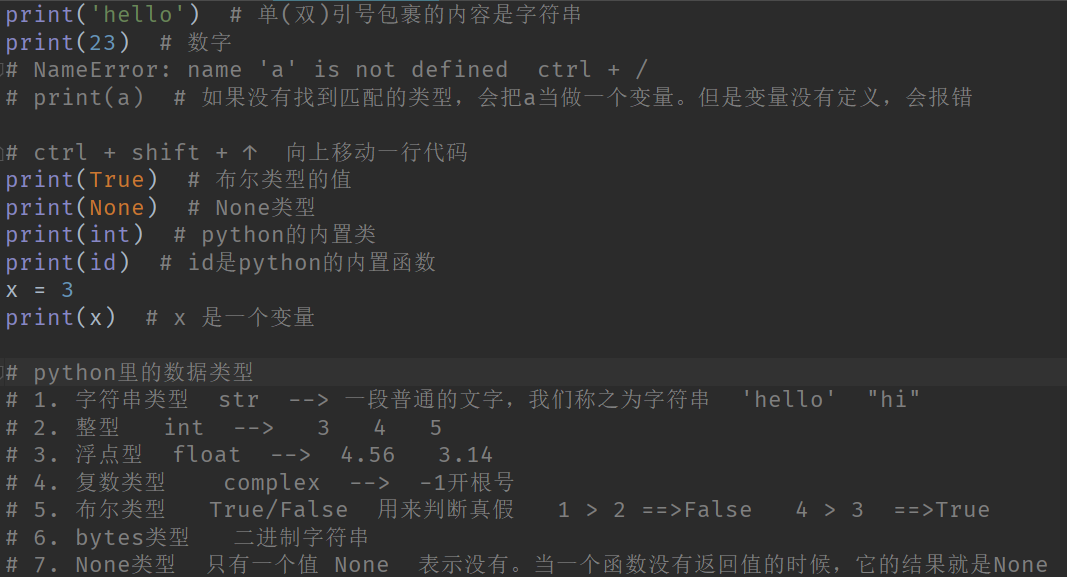 print('hello')  # 单(双)引号包裹的内容是字符串
print(23)  # 数字
# NameError: name 'a' is not defined  ctrl + /
# print(a)  # 如果没有找到匹配的类型，会把a当做一个变量。但是变量没有定义，会报错
# ctrl + shift + ↑  向上移动一行代码
print(True)  # 布尔类型的值
print(None)  # None类型
print(int)  # python的内置类
print(id)  # id是python的内置函数
x = 3
print(x)  # x 是一个变量
# python里的数据类型
# 1. 字符串类型  str  --> 一段普通的文字，我们称之为字符串  'hello'  "hi"
# 2. 整型   int  -->   3   4   5
# 3. 浮点型  float  -->  4.56   3.14
# 4. 复数类型    complex  -->  -1开根号
# 5. 布尔类型   True/False  用来判断真假   1 > 2 ==>False   4 > 3  ==>True
# 6. bytes类型   二进制字符串
# 7. None类型  只有一个值 None  表示没有。当一个函数没有返回值的时候，它的结果就是None